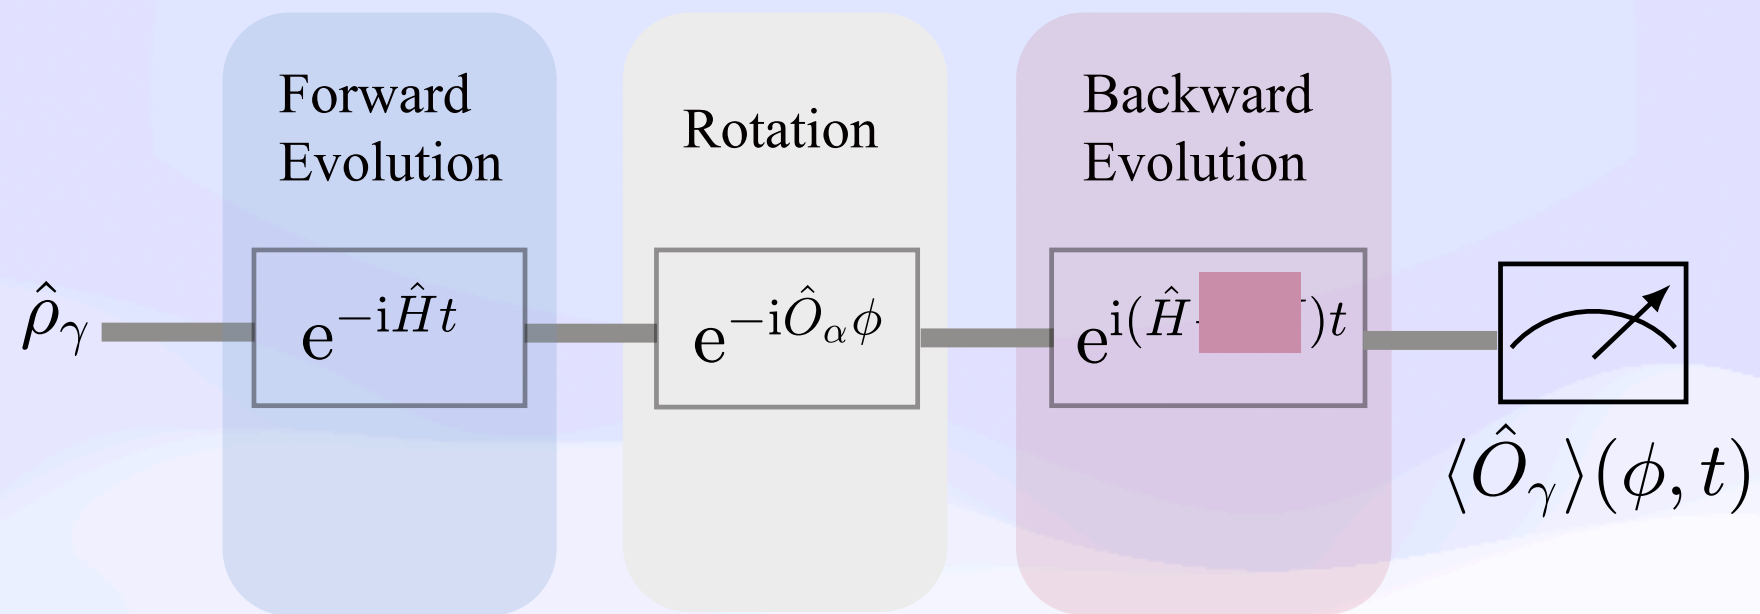 Forward
Evolution
Rotation
Backward
Evolution
ρ̂_γ
e^{−iĤt}
e^{−iÔ_αϕ}
e^{i(Ĥ )t}
⟨Ô_γ⟩(ϕ, t)